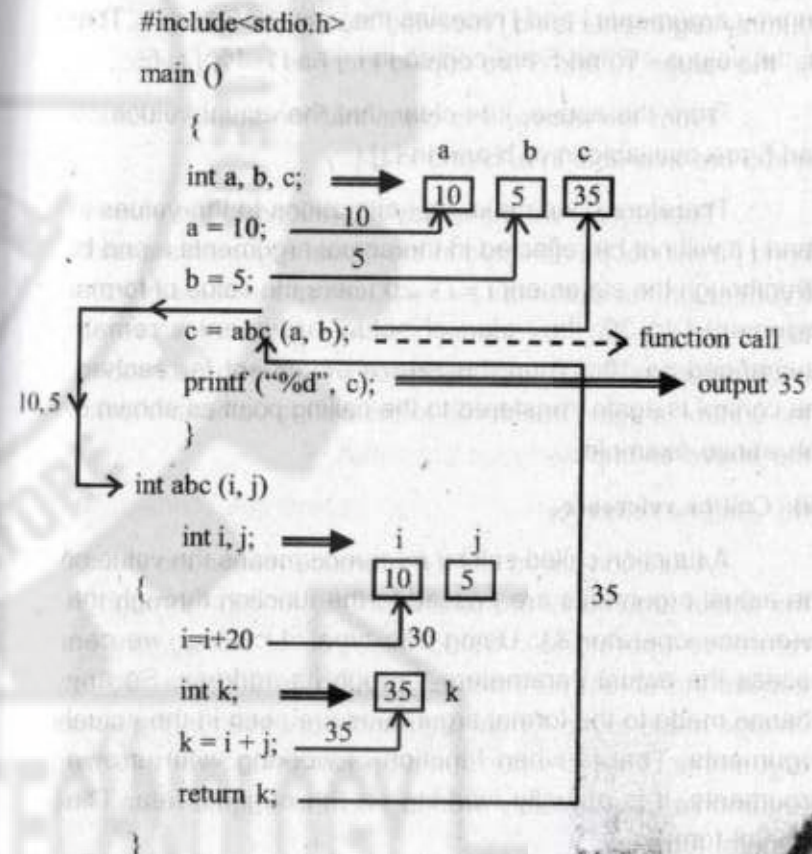 #include<stdio.h>
main ()
{
a b c
int a, b, c; 10 5 35
a = 10; 10
b = 5; 5
c = abc (a, b); function call
printf (“%d”, c); output 35
10, 5
}
int abc (i, j)
int i, j; i j
{ 10 5
35
i=i+20 30
int k; 35 k
k = i + j; 35
return k;
}